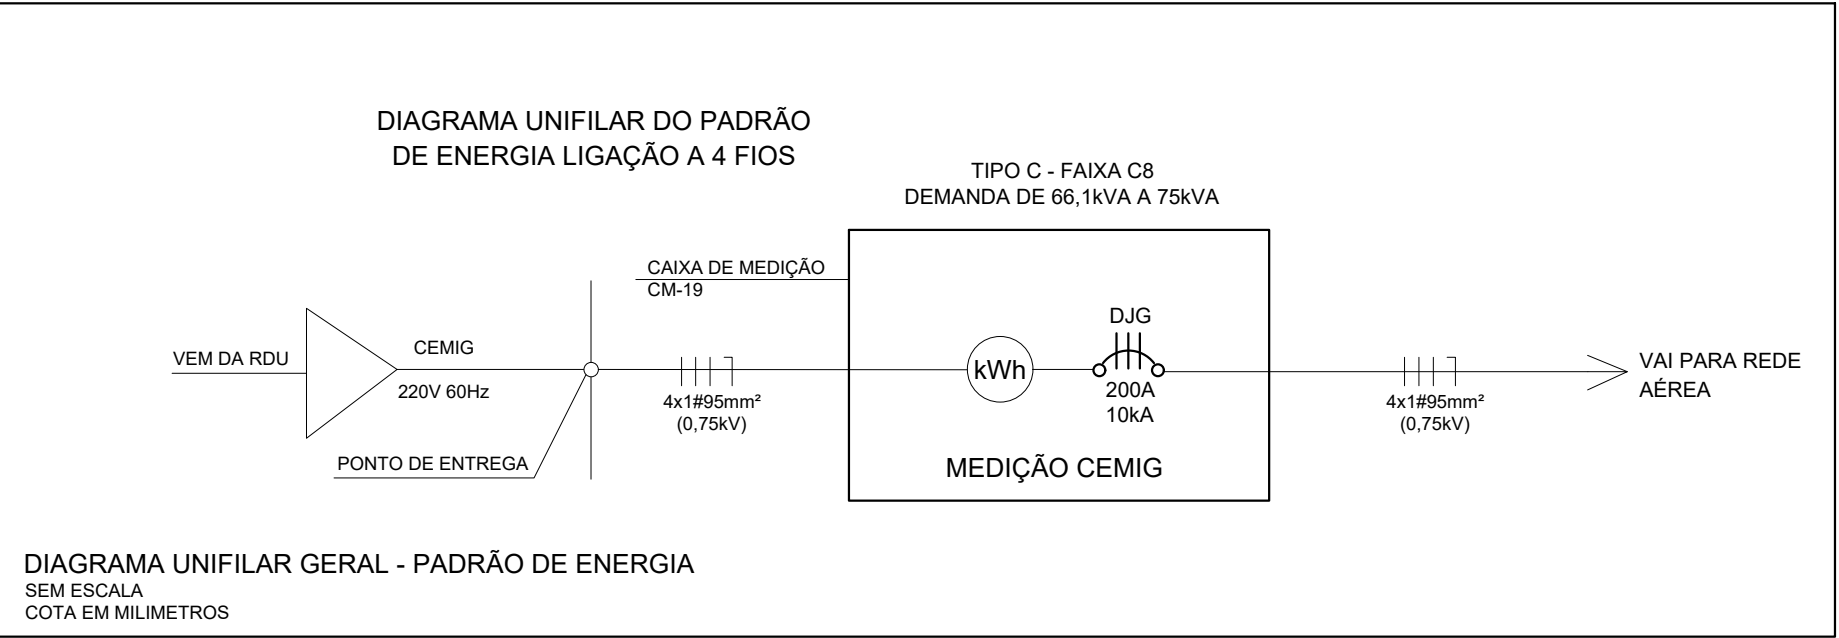 DIAGRAMA UNIFILAR DO PADRÃO
DE ENERGIA LIGAÇÃO A 4 FIOS
TIPO C - FAIXA C8
DEMANDA DE 66,1kVA A 75kVA
CAIXA DE MEDIÇÃO
CM-19
DJG
VEM DA RDU
CEMIG
220V 60Hz
4x1#95mm²
(0,75kV)
kWh
200A
10kA
4x1#95mm²
(0,75kV)
VAI PARA REDE
AÉREA
PONTO DE ENTREGA
MEDIÇÃO CEMIG
DIAGRAMA UNIFILAR GERAL - PADRÃO DE ENERGIA
SEM ESCALA
COTA EM MILIMETROS